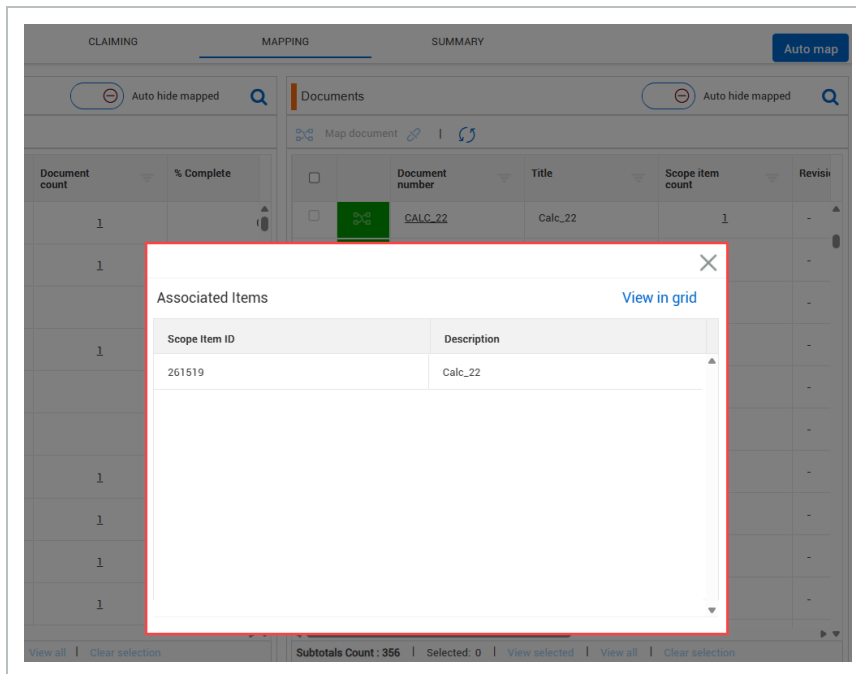 CLAIMING MAPPING SUMMARY Auto map
Auto hide mapped Documents Auto hide mapped
Map document
Document count % Complete Document number Title Scope item count Revisi
1 CALC_22 Calc_22 1 -
1 -
-
Associated Items View in grid
Scope Item ID Description
1 -
261519 Calc_22
-
-
1 -
1 -
1 -
1 -
View all | Clear selection Subtotals Count : 356 | Selected: 0 | View selected | View all | Clear selection